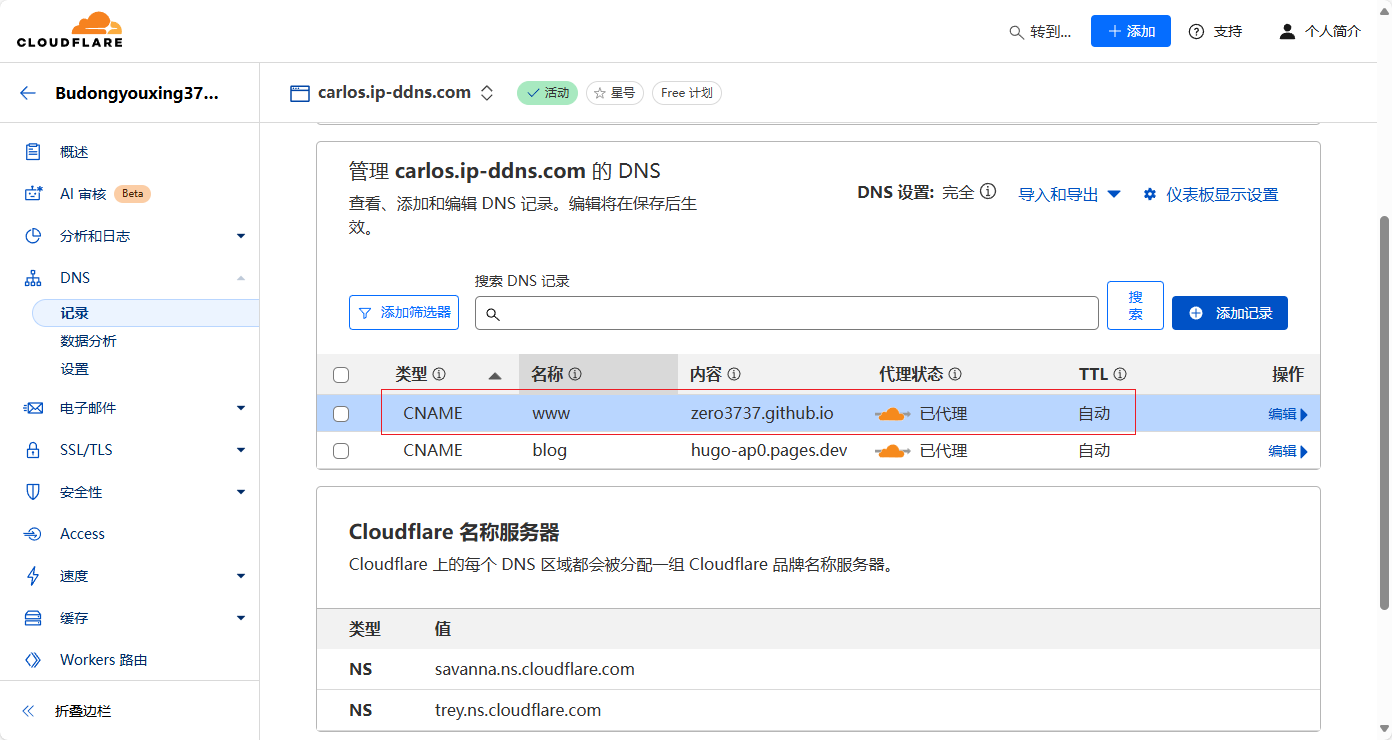 CLOUDFLARE
转到...
添加
支持
个人简介
Budongyouxing37...
carlos.ip-ddns.com
活动
星号
Free 计划
概述
AI 审核 Beta
分析和日志
DNS
记录
数据分析
设置
电子邮件
SSL/TLS
安全性
Access
速度
缓存
Workers 路由
折叠边栏
管理 carlos.ip-ddns.com 的 DNS
查看、添加和编辑 DNS 记录。编辑将在保存后生
效。
DNS 设置: 完全
导入和导出
仪表板显示设置
添加筛选器
搜索 DNS 记录
搜
索
添加记录
类型 名称 内容 代理状态 TTL 操作
CNAME www zero3737.github.io 已代理 自动 编辑
CNAME blog hugo-ap0.pages.dev 已代理 自动 编辑
Cloudflare 名称服务器
Cloudflare 上的每个 DNS 区域都会被分配一组 Cloudflare 品牌名称服务器。
类型 值
NS savanna.ns.cloudflare.com
NS trey.ns.cloudflare.com